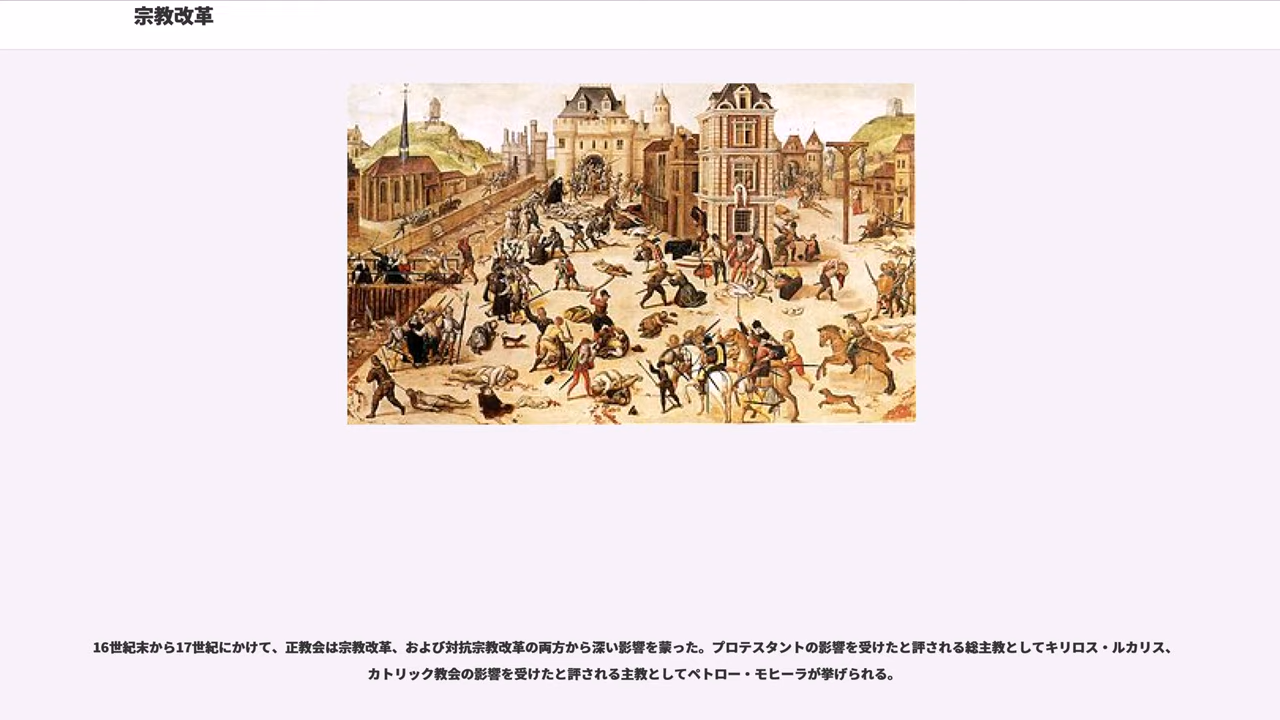 宗教改革
16世紀末から17世紀にかけて、正教会は宗教改革、および対抗宗教改革の両方から深い影響を蒙った。プロテスタントの影響を受けたと評される総主教としてキリロス・ルカリス、
カトリック教会の影響を受けたと評される主教としてペトロー・モヒーラが挙げられる。